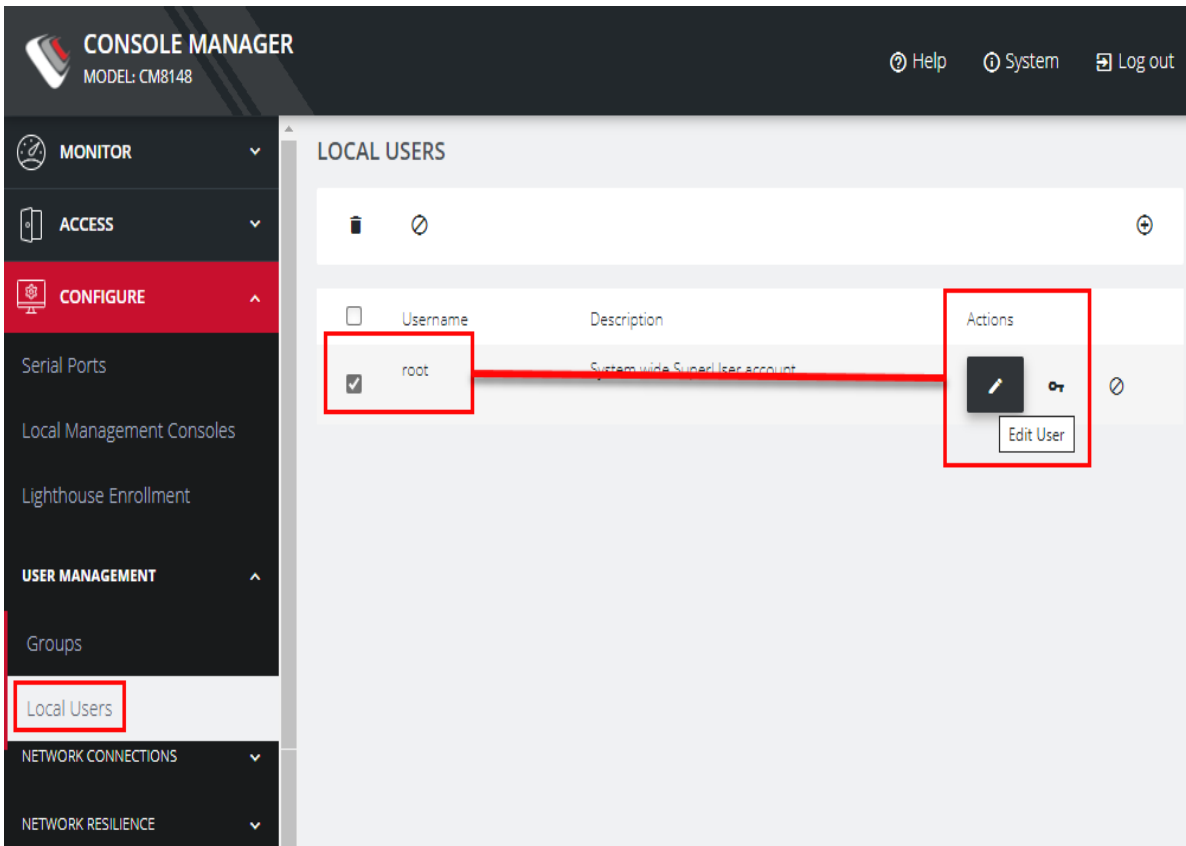 CONSOLE MANAGER
MODEL: CM8148
Help System Log out
MONITOR
ACCESS
CONFIGURE
Serial Ports
Local Management Consoles
Lighthouse Enrollment
USER MANAGEMENT
Groups
Local Users
NETWORK CONNECTIONS
NETWORK RESILIENCE
LOCAL USERS
Username Description Actions
root System wide SuperUser account
Edit User